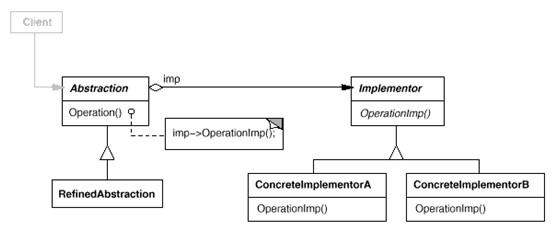 Client
imp
Abstraction
Implementor
Operation()
OperationImp()
imp->OperationImp();
RefinedAbstraction
ConcreteImplementorA
ConcreteImplementorB
OperationImp()
OperationImp()